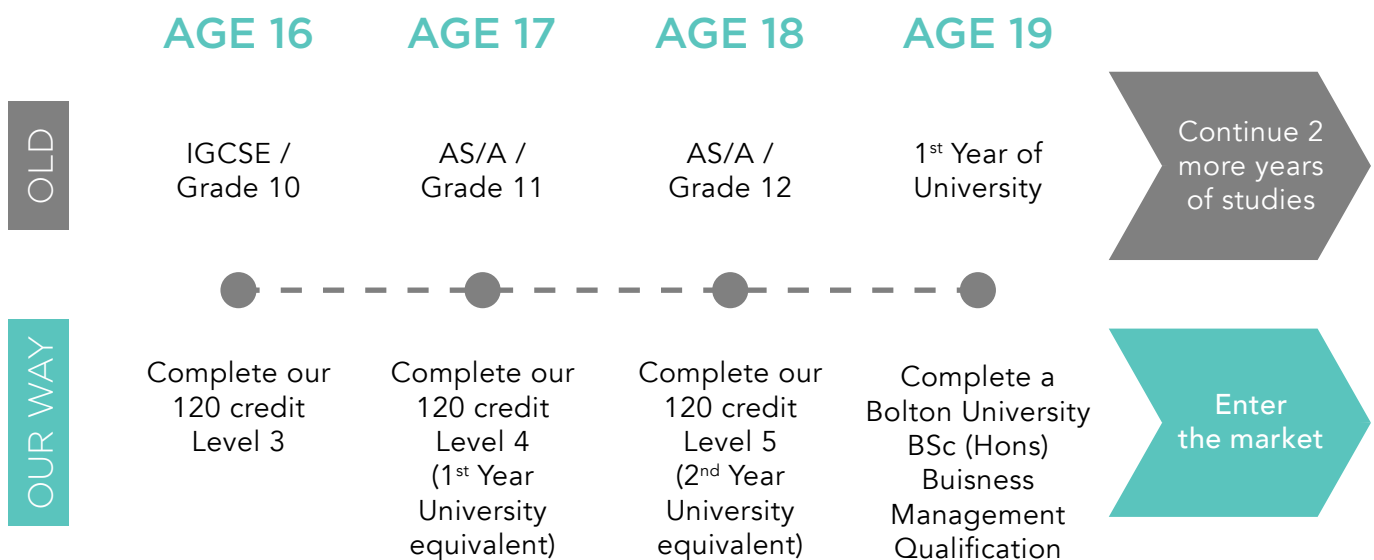 AGE 16
AGE 17
AGE 18
AGE 19
OLD
IGCSE /
Grade 10
AS/A /
Grade 11
AS/A /
Grade 12
1st Year of
University
Continue 2
more years
of studies
OUR WAY
Complete our
120 credit
Level 3
Complete our
120 credit
Level 4
(1st Year
University
equivalent)
Complete our
120 credit
Level 5
(2nd Year
University
equivalent)
Complete a
Bolton University
BSc (Hons)
Buisness
Management
Qualification
Enter
the market